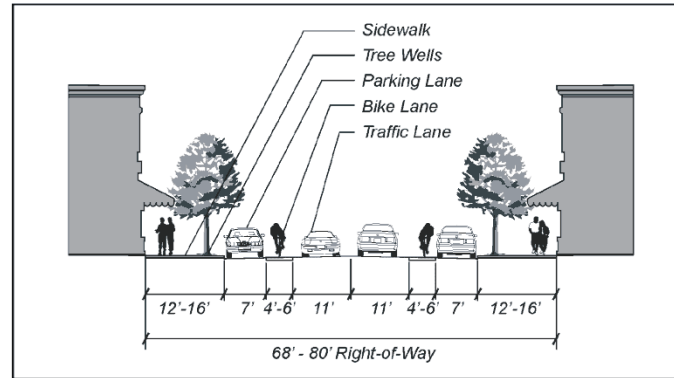 Sidewalk
Tree Wells
Parking Lane
Bike Lane
Traffic Lane
12'-16' 7' 4'-6' 11' 11' 4'-6' 7' 12'-16'
68' - 80' Right-of-Way